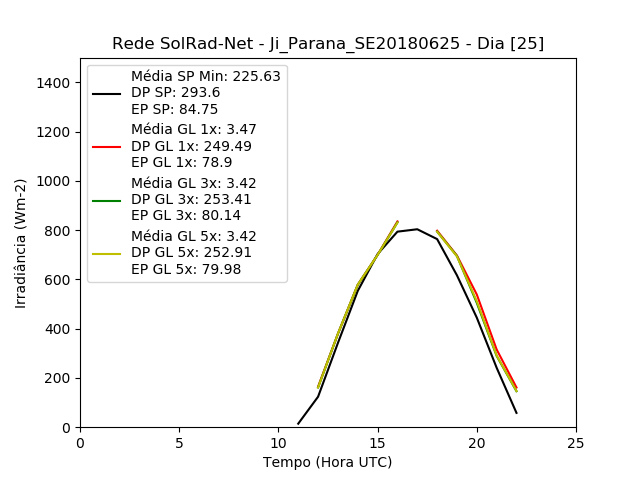 Rede SolRad-Net - Ji_Parana_SE20180625 - Dia [25]
Média SP Min: 225.63
DP SP: 293.6
EP SP: 84.75
Média GL 1x: 3.47
DP GL 1x: 249.49
EP GL 1x: 78.9
Média GL 3x: 3.42
DP GL 3x: 253.41
EP GL 3x: 80.14
Média GL 5x: 3.42
DP GL 5x: 252.91
EP GL 5x: 79.98
Irradiância (Wm-2)
1400
1200
1000
800
600
400
200
0
0 5 10 15 20 25
Tempo (Hora UTC)